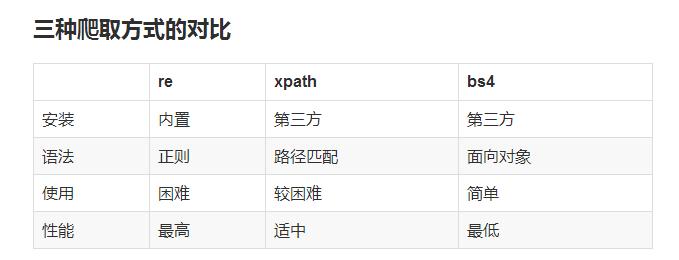 三种爬取方式的对比
re xpath bs4
安装 内置 第三方 第三方
语法 正则 路径匹配 面向对象
使用 困难 较困难 简单
性能 最高 适中 最低